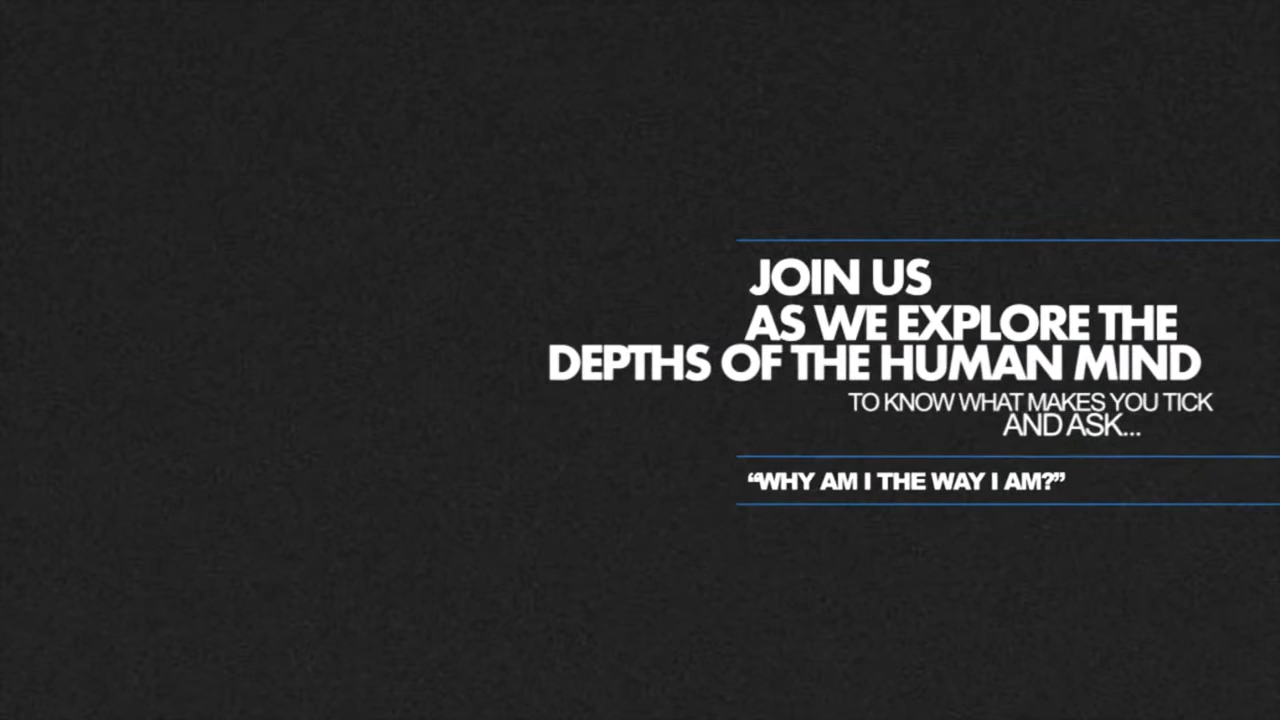 JOIN US
AS WE EXPLORE THE
DEPTHS OF THE HUMAN MIND
TO KNOW WHAT MAKES YOU TICK
AND ASK...
“WHY AM I THE WAY I AM?”